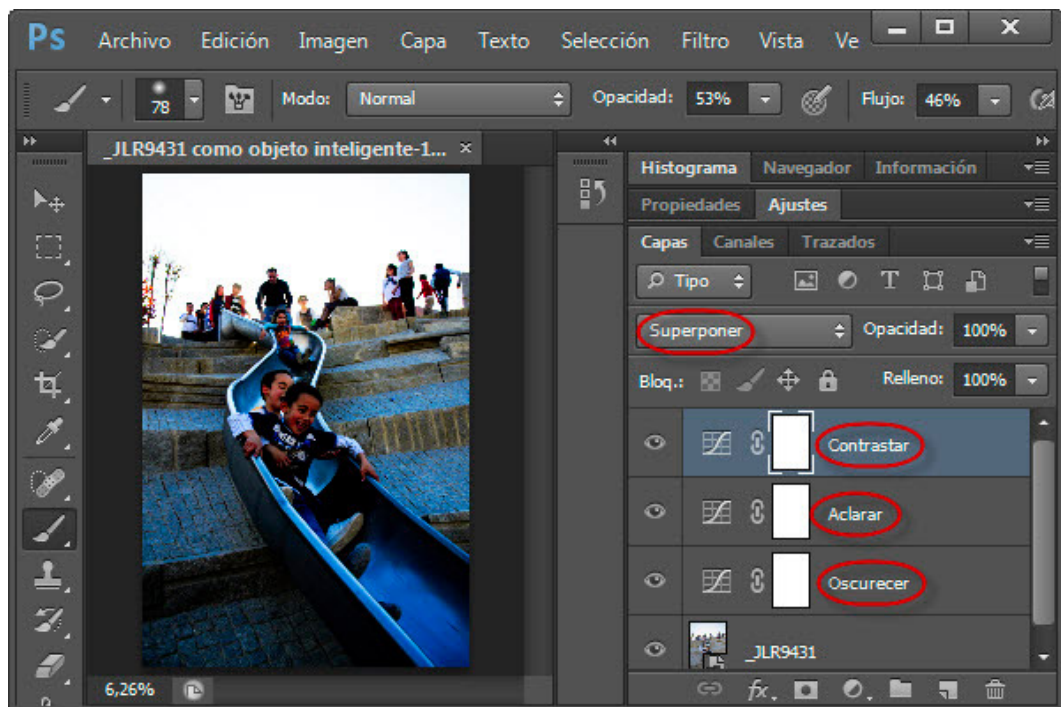 Ps Archivo Edición Imagen Capa Texto Selección Filtro Vista Ve
78 Modo: Normal Opacidad: 53% Flujo: 46%
_JLR9431 como objeto inteligente-1... ×
Histograma Navegador Información
Propiedades Ajustes
Capas Canales Trazados
Tipo T
Superponer Opacidad: 100%
Bloq.: Relleno: 100%
Contrastar
Aclarar
Oscurecer
_JLR9431
6,26% fx.